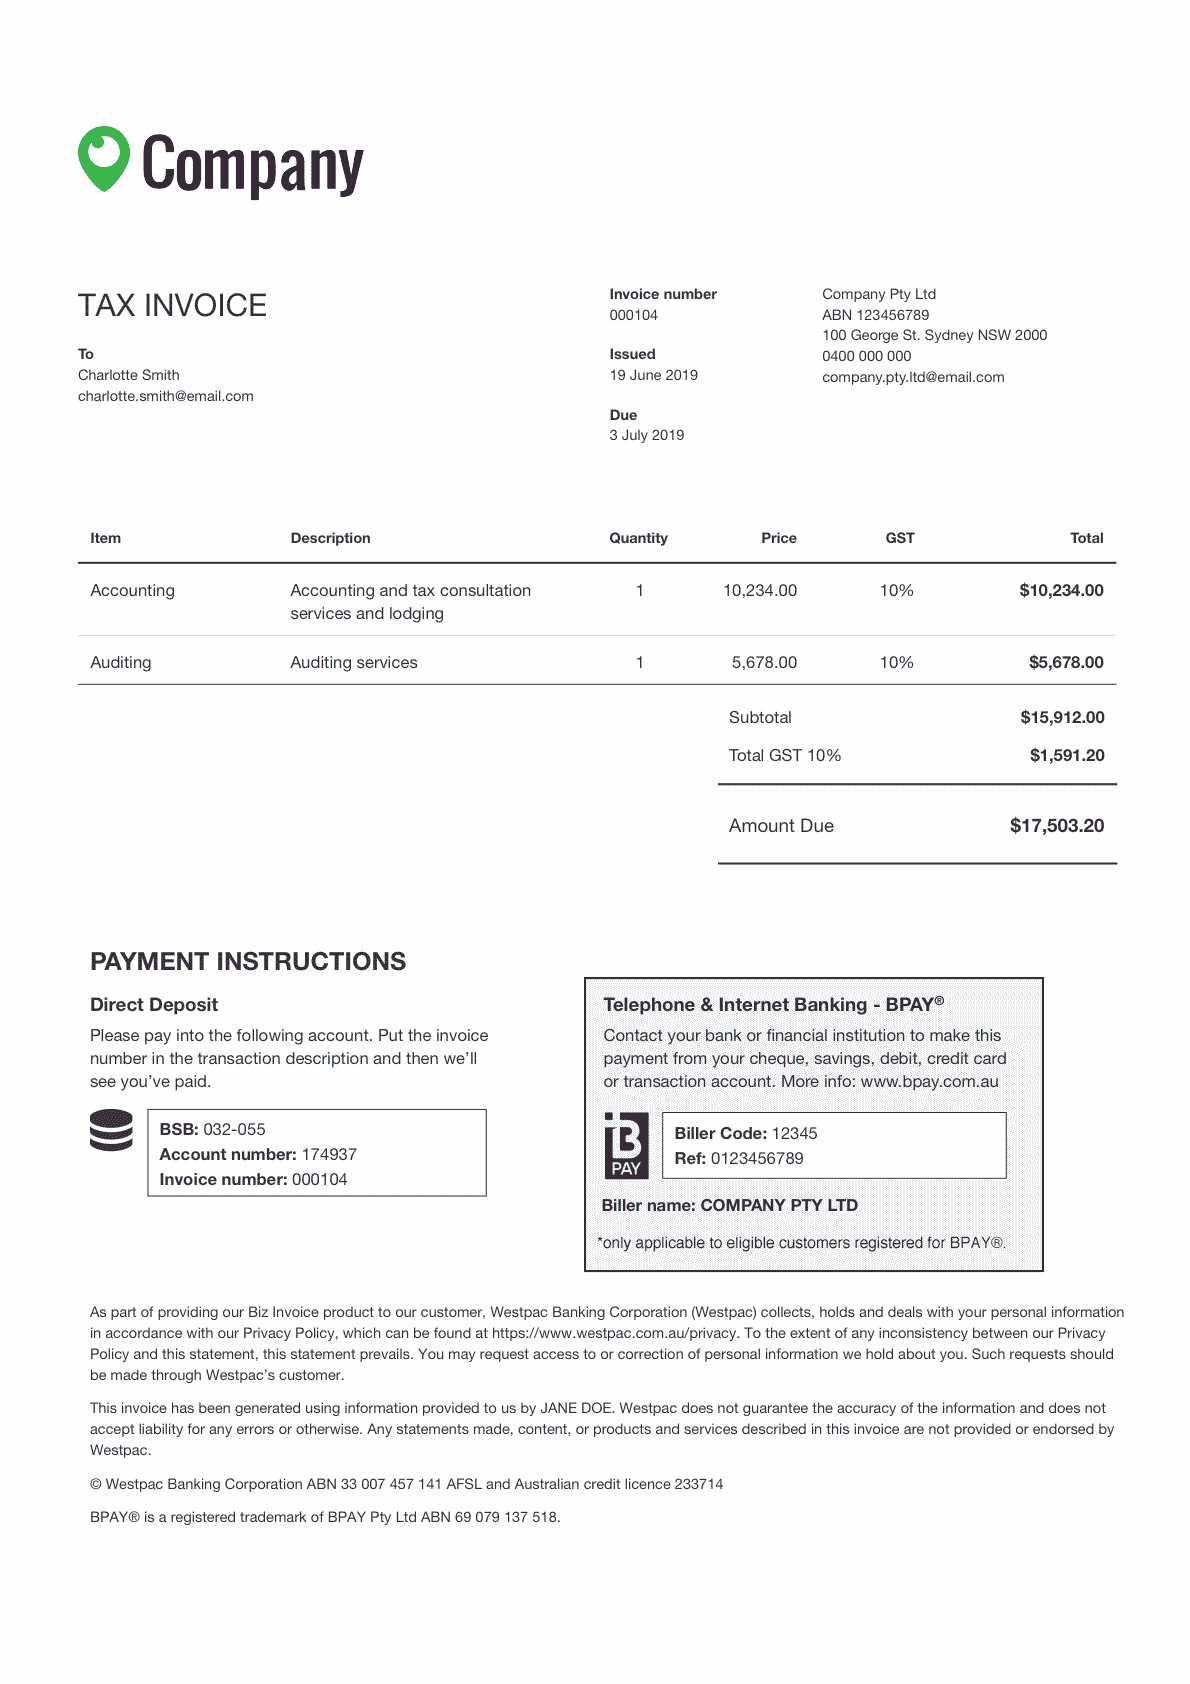 Company
TAX INVOICE
To
Charlotte Smith
charlotte.smith@email.com
Invoice number
000104
Issued
19 June 2019
Due
3 July 2019
Company Pty Ltd
ABN 123456789
100 George St. Sydney NSW 2000
0400 000 000
company.pty.ltd@email.com
Item Description Quantity Price GST Total
Accounting Accounting and tax consultation 1 10,234.00 10% $10,234.00
services and lodging
Auditing Auditing services 1 5,678.00 10% $5,678.00
Subtotal $15,912.00
Total GST 10% $1,591.20
Amount Due $17,503.20
PAYMENT INSTRUCTIONS
Direct Deposit
Please pay into the following account. Put the invoice
number in the transaction description and then we’ll
see you’ve paid.
BSB: 032-055
Account number: 174937
Invoice number: 000104
Telephone & Internet Banking - BPAY®
Contact your bank or financial institution to make this
payment from your cheque, savings, debit, credit card
or transaction account. More info: www.bpay.com.au
B
PAY
Biller Code: 12345
Ref: 0123456789
Biller name: COMPANY PTY LTD
*only applicable to eligible customers registered for BPAY®.
As part of providing our Biz Invoice product to our customer, Westpac Banking Corporation (Westpac) collects, holds and deals with your personal information
in accordance with our Privacy Policy, which can be found at https://www.westpac.com.au/privacy. To the extent of any inconsistency between our Privacy
Policy and this statement, this statement prevails. You may request access to or correction of personal information we hold about you. Such requests should
be made through Westpac’s customer.
This invoice has been generated using information provided to us by JANE DOE. Westpac does not guarantee the accuracy of the information and does not
accept liability for any errors or otherwise. Any statements made, content, or products and services described in this invoice are not provided or endorsed by
Westpac.
© Westpac Banking Corporation ABN 33 007 457 141 AFSL and Australian credit licence 233714
BPAY® is a registered trademark of BPAY Pty Ltd ABN 69 079 137 518.